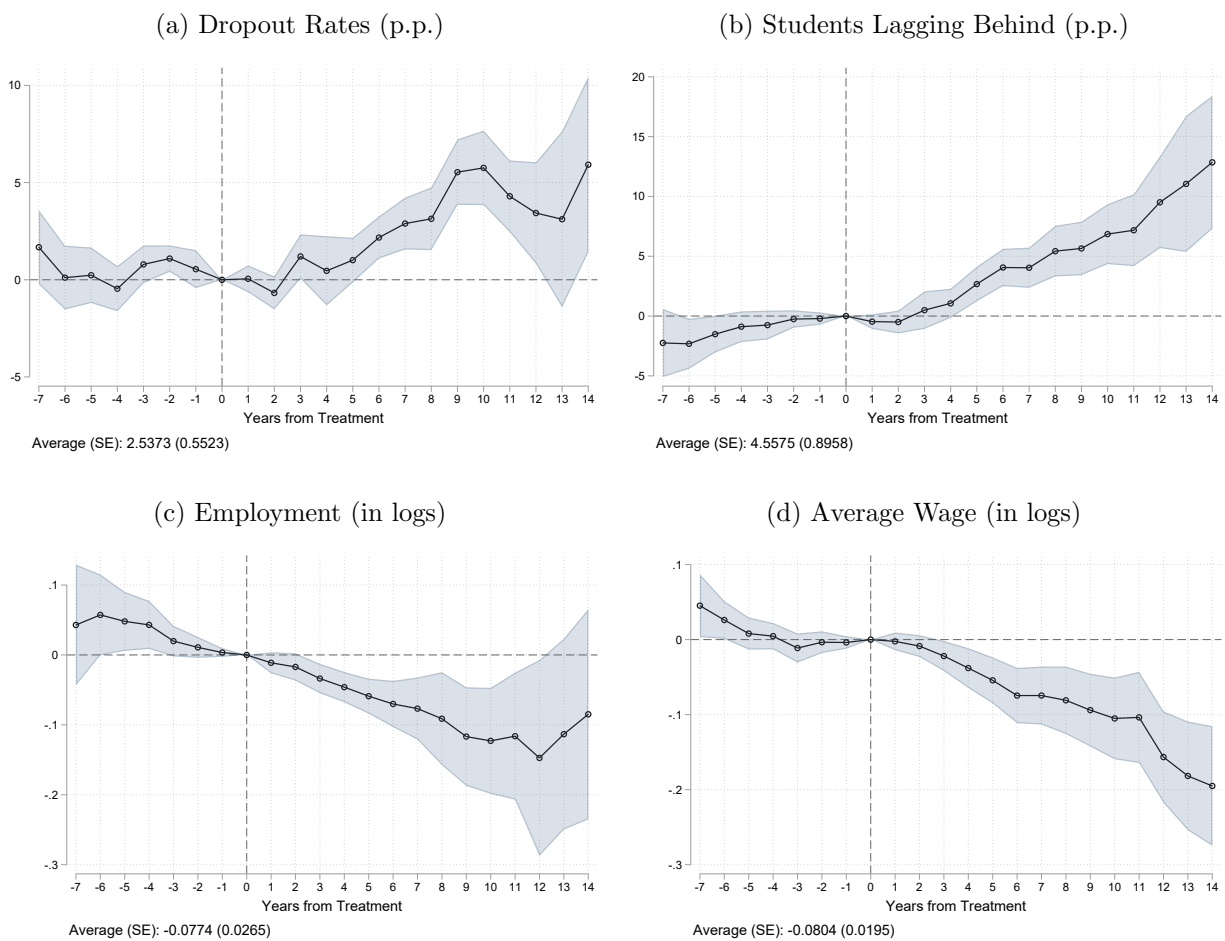 (a) Dropout Rates (p.p.)
10
5
0
-5
-7 -6 -5 -4 -3 -2 -1 0 1 2 3 4 5 6 7 8 9 10 11 12 13 14
Years from Treatment
Average (SE): 2.5373 (0.5523)
(b) Students Lagging Behind (p.p.)
20
15
10
5
0
-5
-7 -6 -5 -4 -3 -2 -1 0 1 2 3 4 5 6 7 8 9 10 11 12 13 14
Years from Treatment
Average (SE): 4.5575 (0.8958)
(c) Employment (in logs)
.1
0
-.1
-.2
-.3
-7 -6 -5 -4 -3 -2 -1 0 1 2 3 4 5 6 7 8 9 10 11 12 13 14
Years from Treatment
Average (SE): -0.0774 (0.0265)
(d) Average Wage (in logs)
.1
0
-.1
-.2
-.3
-7 -6 -5 -4 -3 -2 -1 0 1 2 3 4 5 6 7 8 9 10 11 12 13 14
Years from Treatment
Average (SE): -0.0804 (0.0195)